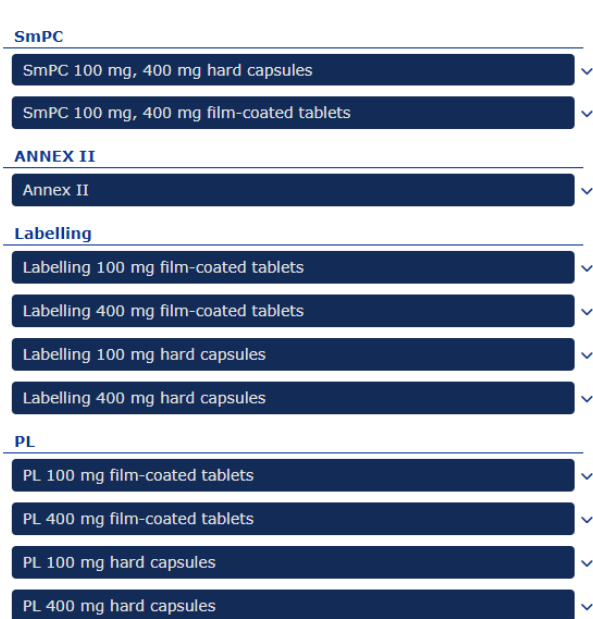 SmPC
SmPC 100 mg, 400 mg hard capsules
SmPC 100 mg, 400 mg film-coated tablets
ANNEX II
Annex II
Labelling
Labelling 100 mg film-coated tablets
Labelling 400 mg film-coated tablets
Labelling 100 mg hard capsules
Labelling 400 mg hard capsules
PL
PL 100 mg film-coated tablets
PL 400 mg film-coated tablets
PL 100 mg hard capsules
PL 400 mg hard capsules